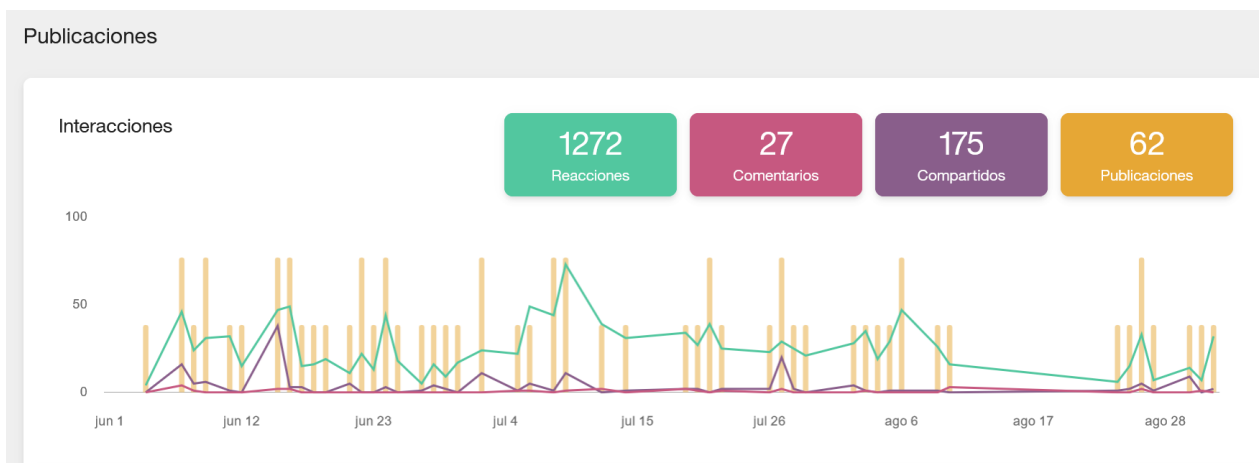 Publicaciones
Interacciones
1272
Reacciones
27
Comentarios
175
Compartidos
62
Publicaciones
100
50
0
jun 1
jun 12
jun 23
jul 4
jul 15
jul 26
ago 6
ago 17
ago 28